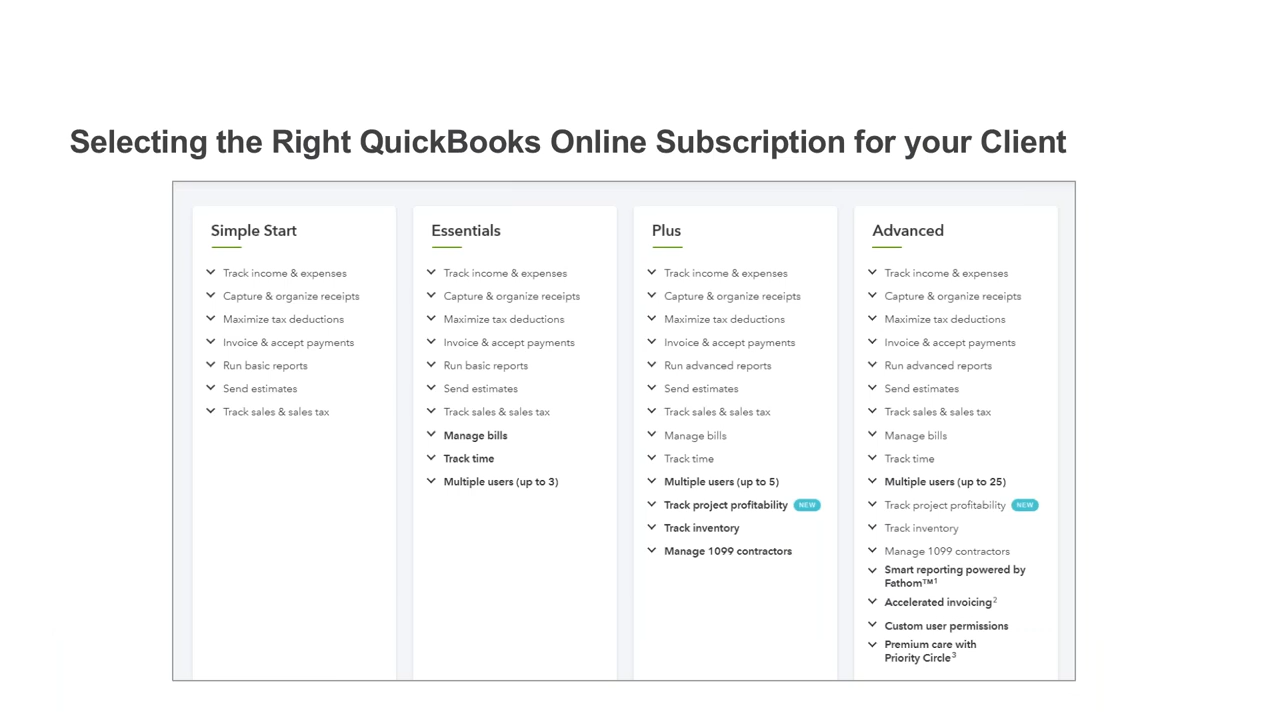 Selecting the Right QuickBooks Online Subscription for your Client
Simple Start
Track income & expenses
Capture & organize receipts
Maximize tax deductions
Invoice & accept payments
Run basic reports
Send estimates
Track sales & sales tax
Essentials
Track income & expenses
Capture & organize receipts
Maximize tax deductions
Invoice & accept payments
Run basic reports
Send estimates
Track sales & sales tax
Manage bills
Track time
Multiple users (up to 3)
Plus
Track income & expenses
Capture & organize receipts
Maximize tax deductions
Invoice & accept payments
Run advanced reports
Send estimates
Track sales & sales tax
Manage bills
Track time
Multiple users (up to 5)
Track project profitability NEW
Track inventory
Manage 1099 contractors
Advanced
Track income & expenses
Capture & organize receipts
Maximize tax deductions
Invoice & accept payments
Run advanced reports
Send estimates
Track sales & sales tax
Manage bills
Track time
Multiple users (up to 25)
Track project profitability NEW
Track inventory
Manage 1099 contractors
Smart reporting powered by
Fathom™¹
Accelerated invoicing²
Custom user permissions
Premium care with
Priority Circle³